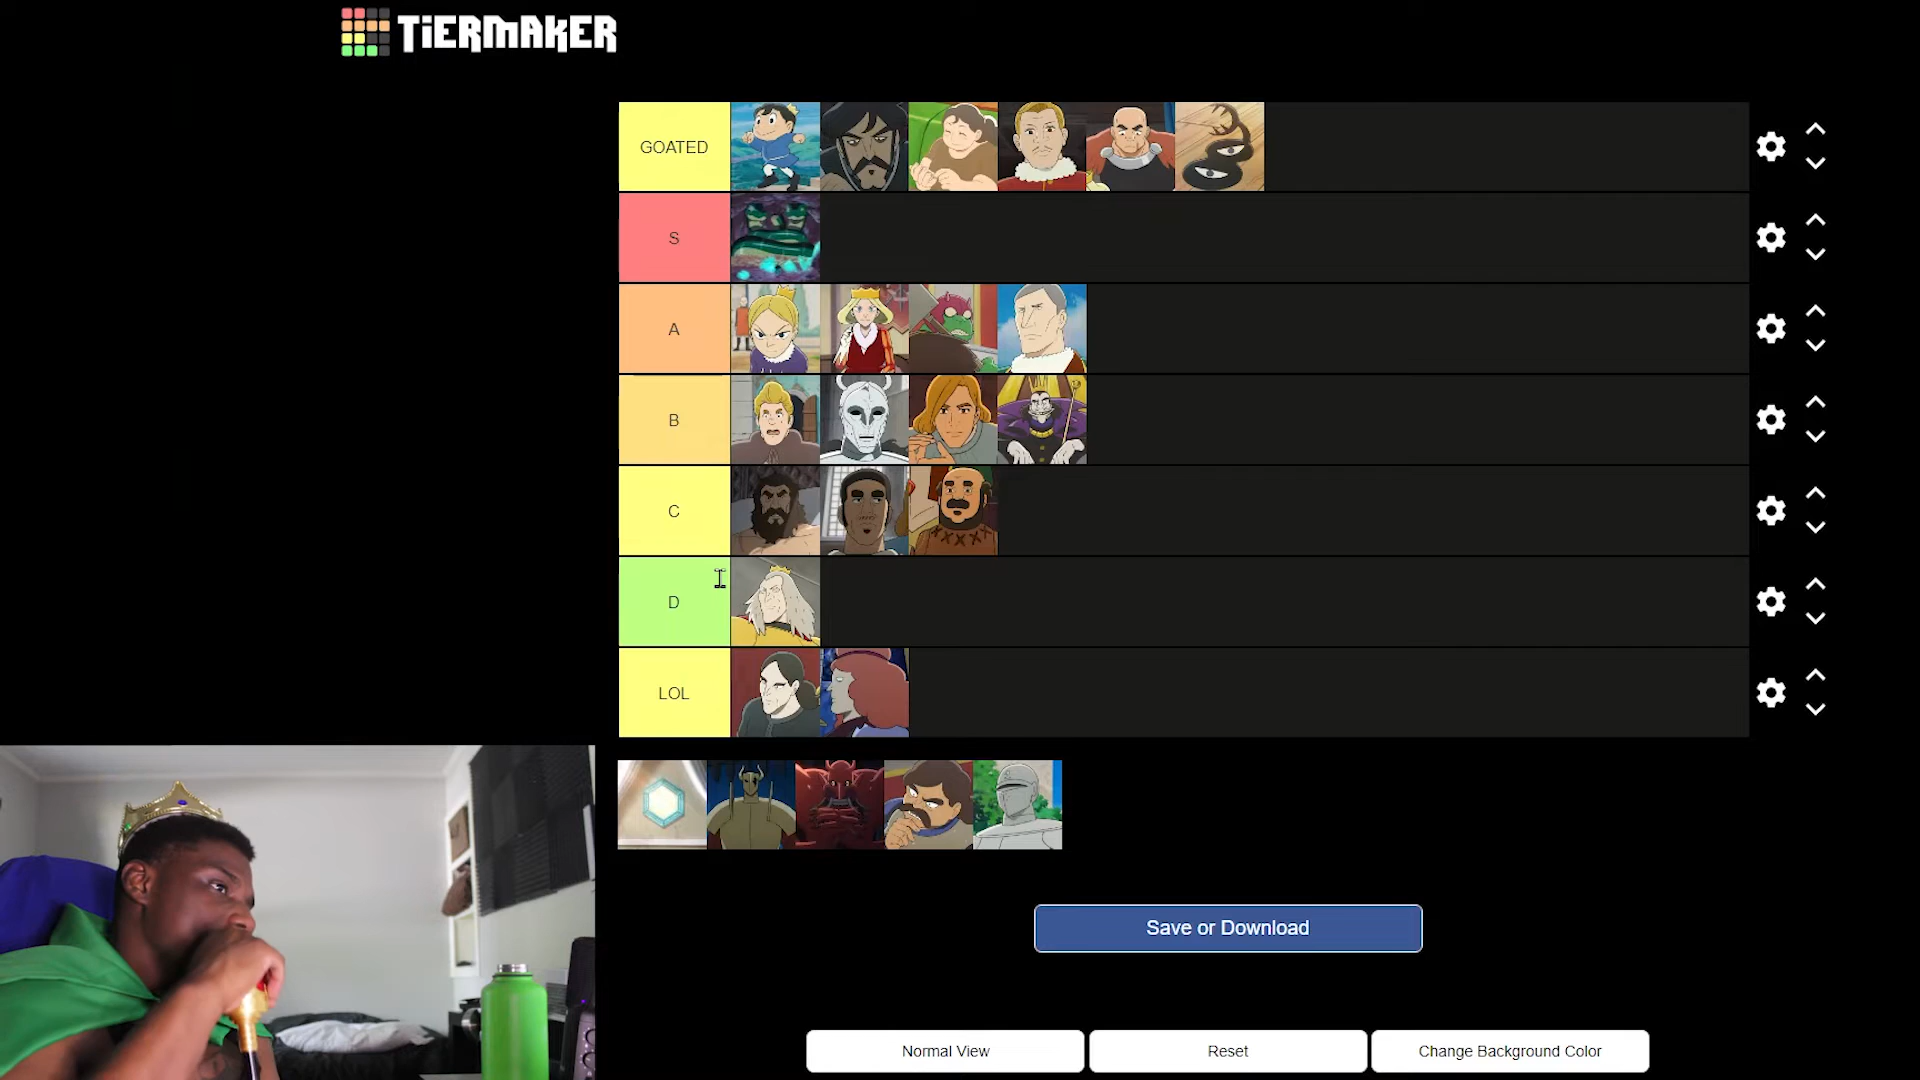 TiERMAKER
GOATED
S
A
B
C
D
LOL
Save or Download
Normal View
Reset
Change Background Color